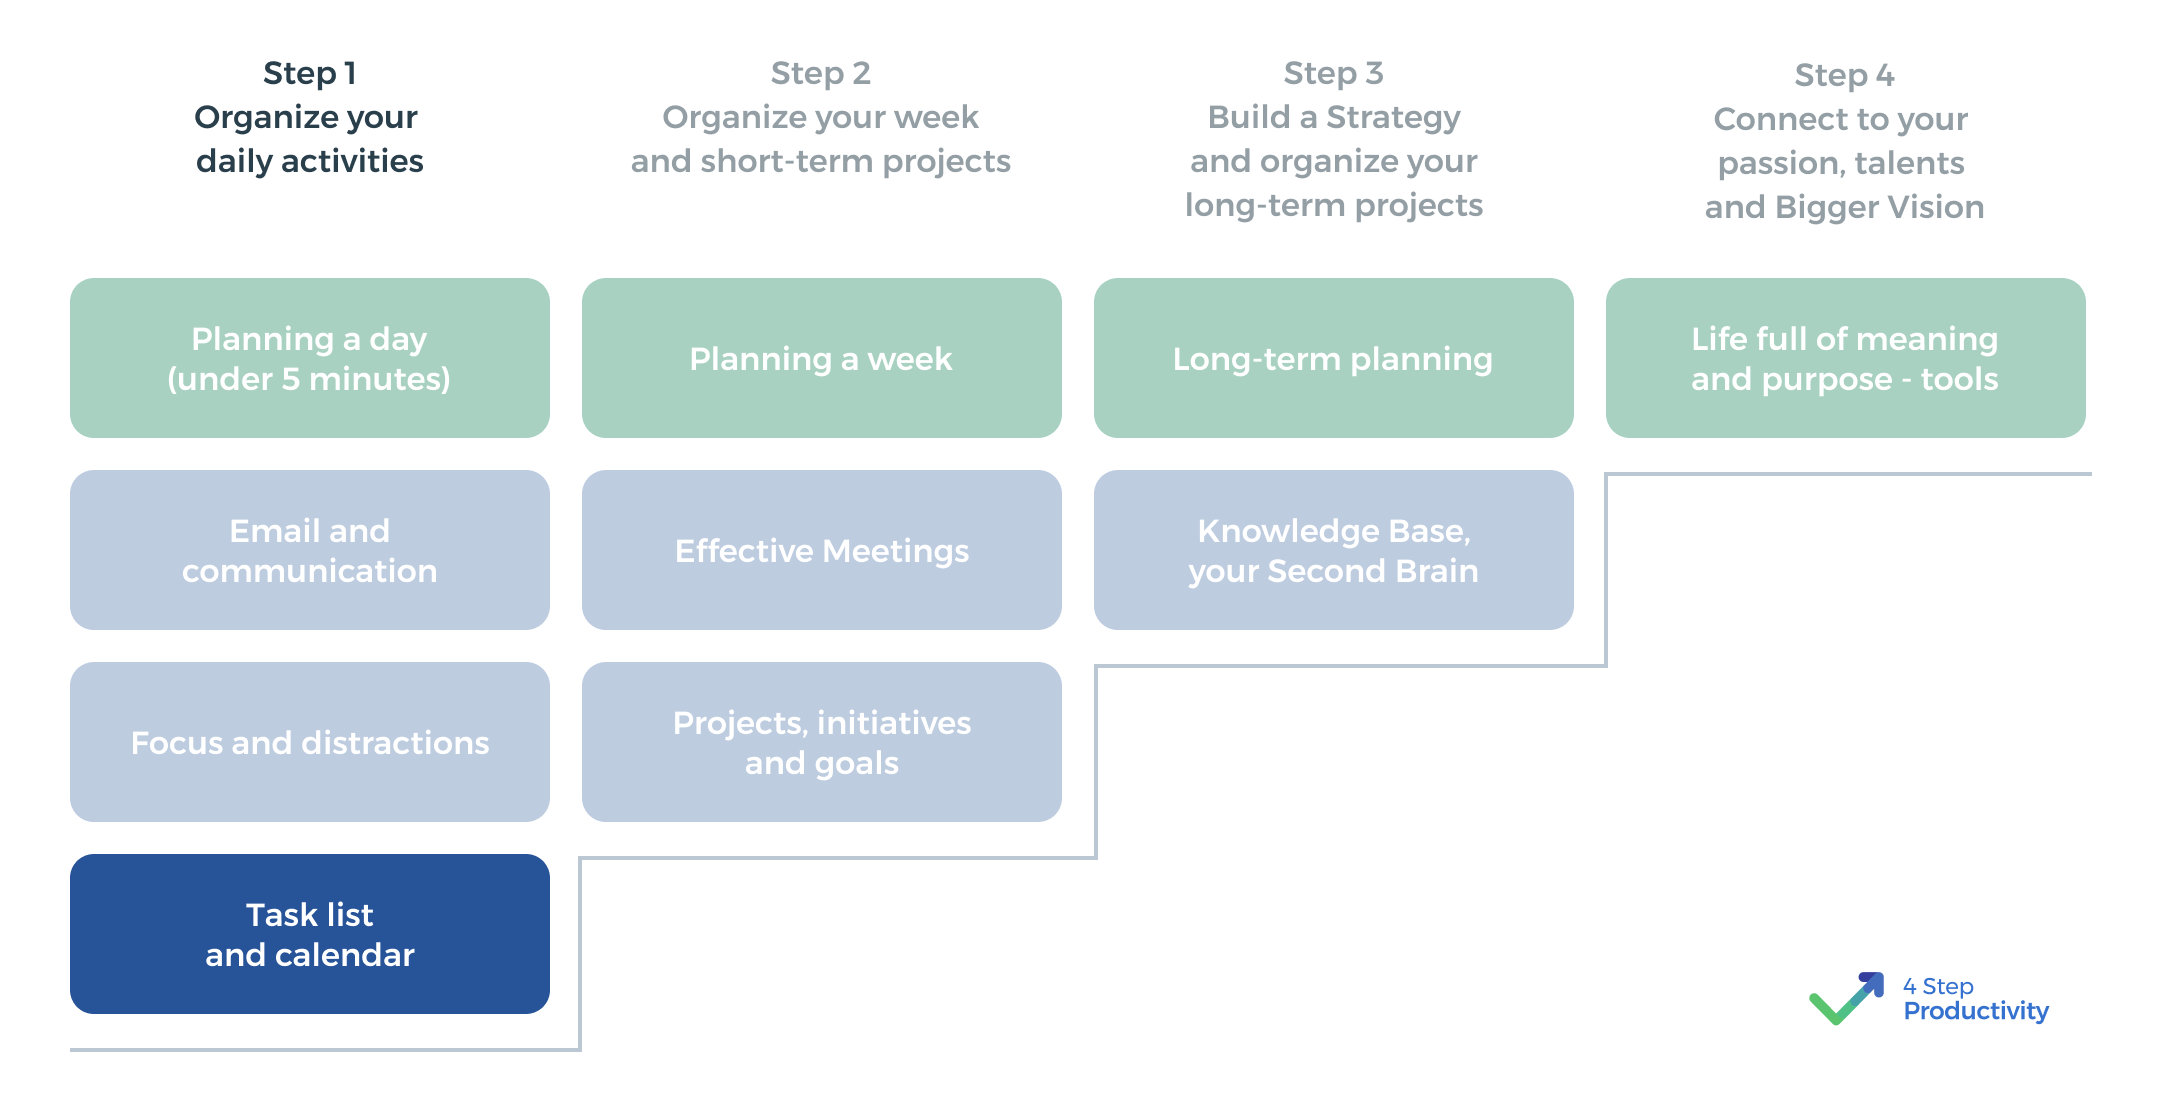 Step 1
Organize your
daily activities
Step 2
Organize your week
and short-term projects
Step 3
Build a Strategy
and organize your
long-term projects
Step 4
Connect to your
passion, talents
and Bigger Vision
Planning a day
(under 5 minutes)
Planning a week
Long-term planning
Life full of meaning
and purpose - tools
Email and
communication
Effective Meetings
Knowledge Base,
your Second Brain
Focus and distractions
Projects, initiatives
and goals
Task list
and calendar
4 Step
Productivity